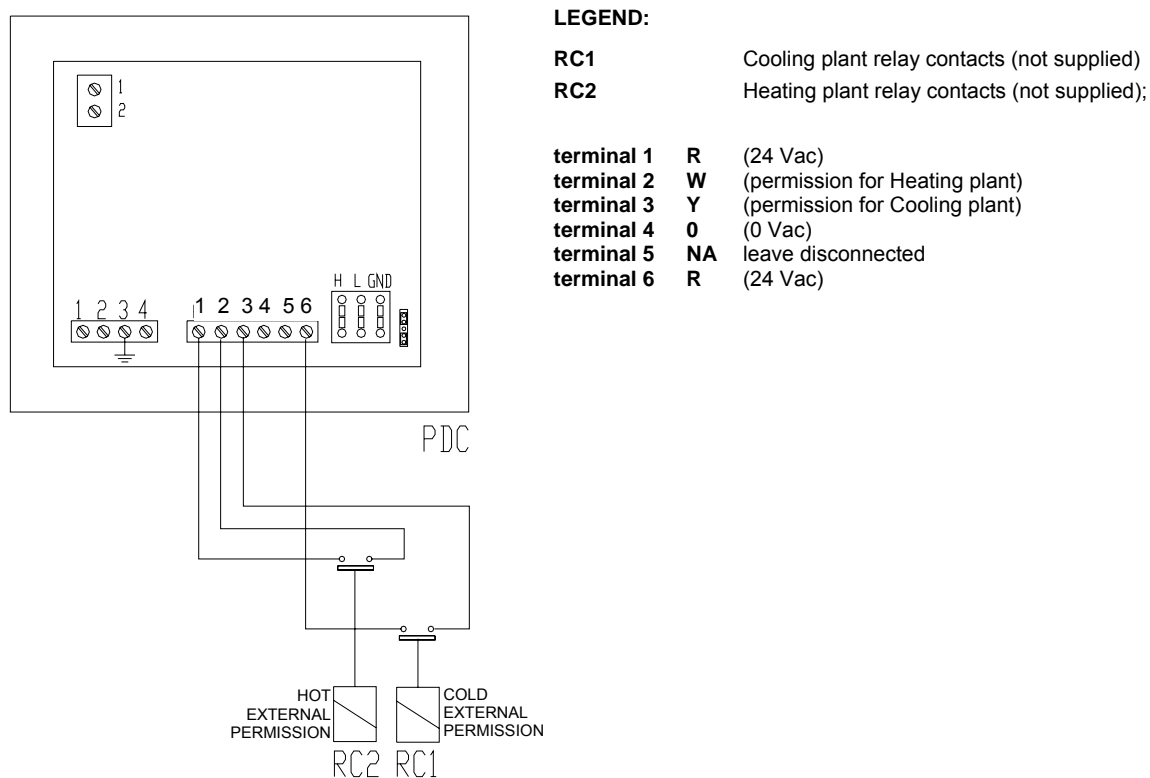 LEGEND:
RC1 Cooling plant relay contacts (not supplied)
RC2 Heating plant relay contacts (not supplied);
terminal 1 R (24 Vac)
terminal 2 W (permission for Heating plant)
terminal 3 Y (permission for Cooling plant)
terminal 4 0 (0 Vac)
terminal 5 NA leave disconnected
terminal 6 R (24 Vac)
1
2
H L GND
1 2 3 4
1 2 3 4 5 6
PDC
HOT
EXTERNAL
PERMISSION
COLD
EXTERNAL
PERMISSION
RC2 RC1